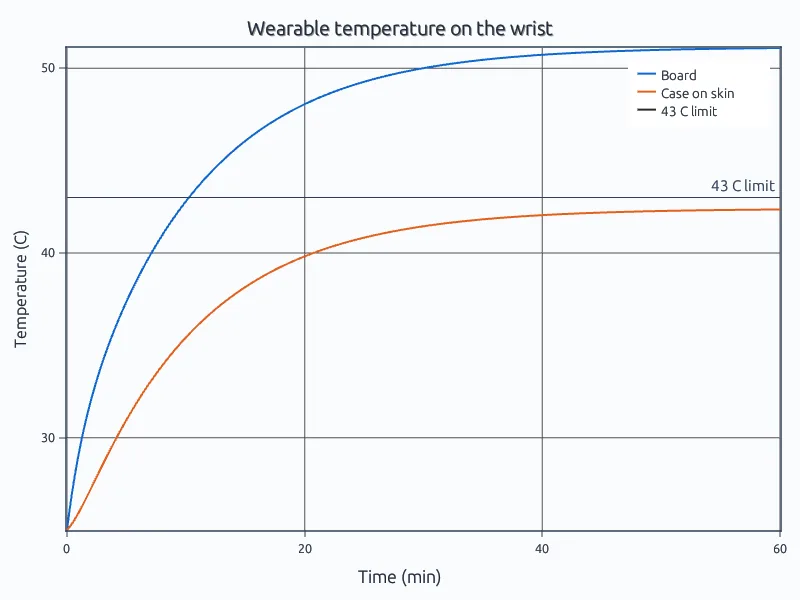 Wearable temperature on the wrist
50
40
30
Temperature (C)
Board
Case on skin
43 C limit
43 C limit
0
20
40
60
Time (min)